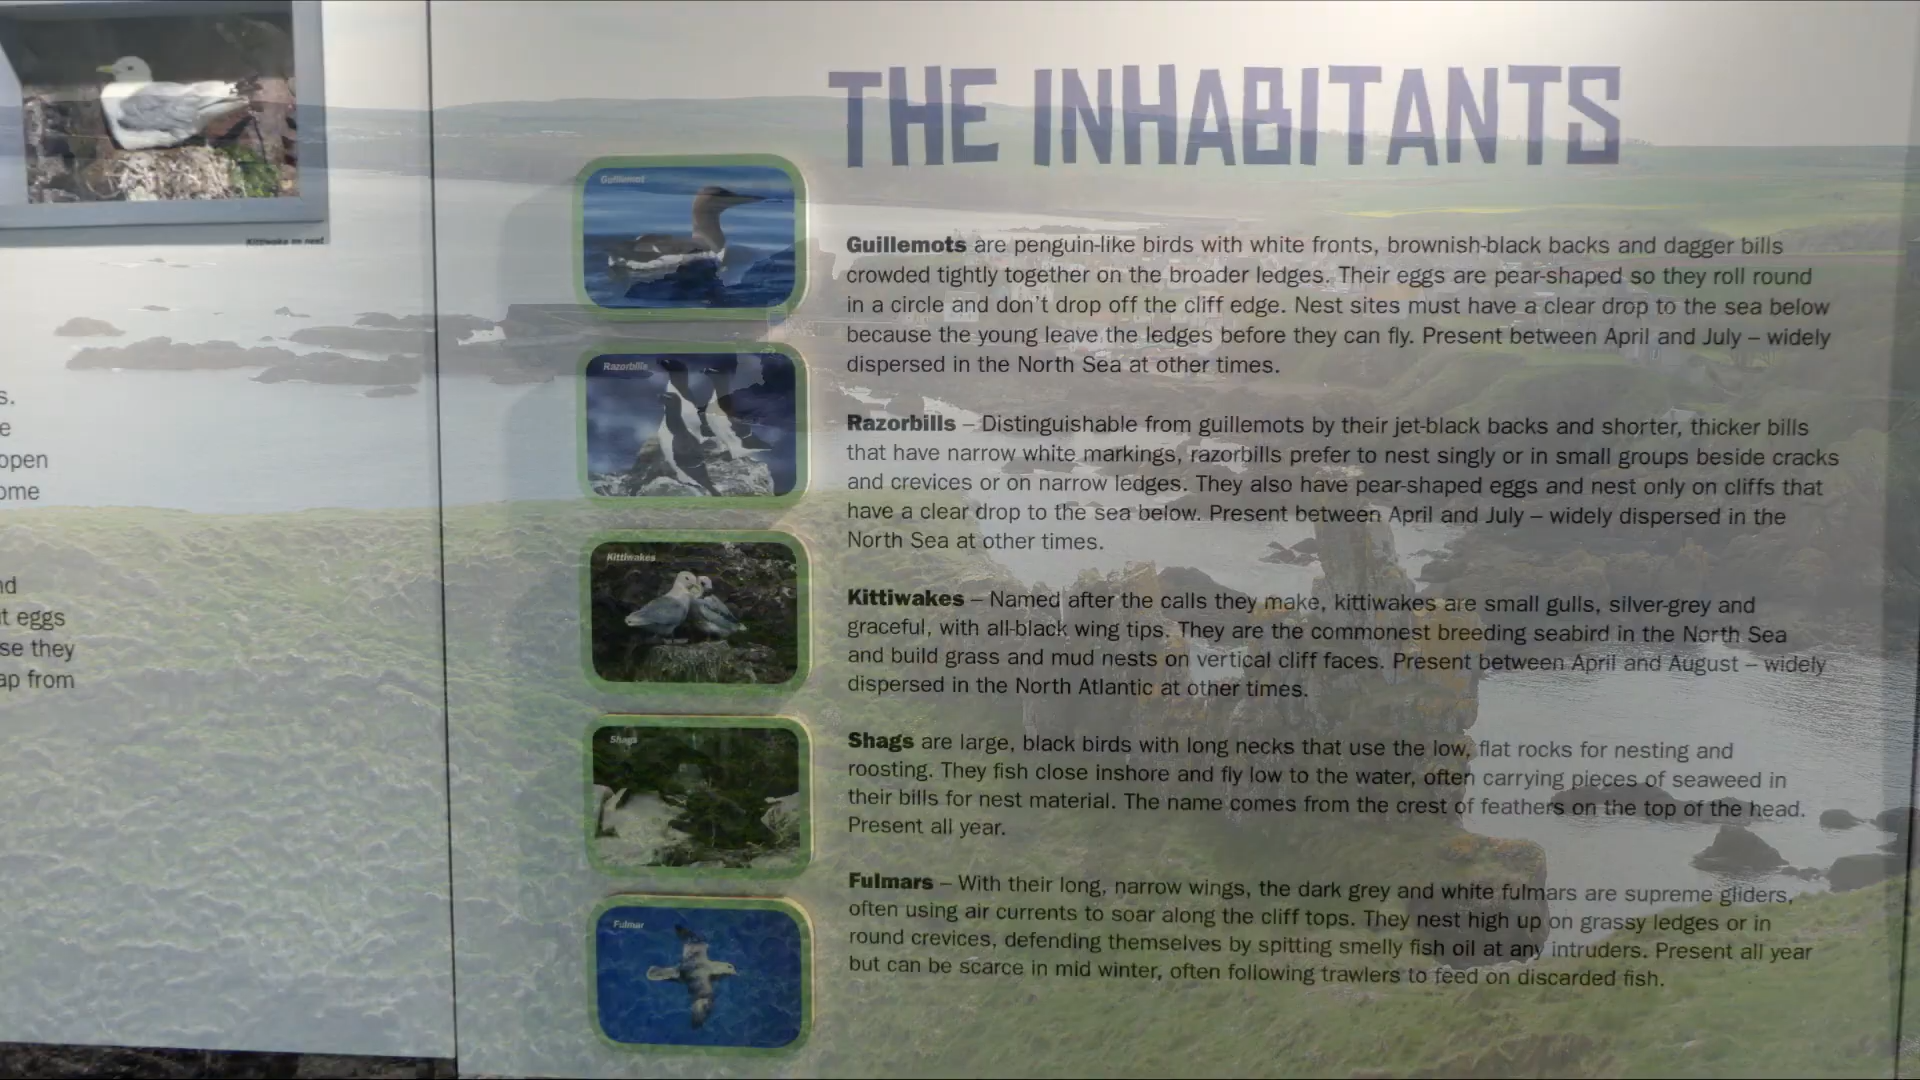 Kittiwake on nest
s.
e
open
ome
nd
t eggs
se they
ap from
THE INHABITANTS
Guillemot
Guillemots are penguin-like birds with white fronts, brownish-black backs and dagger bills
crowded tightly together on the broader ledges. Their eggs are pear-shaped so they roll round
in a circle and don't drop off the cliff edge. Nest sites must have a clear drop to the sea below
because the young leave the ledges before they can fly. Present between April and July – widely
dispersed in the North Sea at other times.
Razorbills
Razorbills – Distinguishable from guillemots by their jet-black backs and shorter, thicker bills
that have narrow white markings, razorbills prefer to nest singly or in small groups beside cracks
and crevices or on narrow ledges. They also have pear-shaped eggs and nest only on cliffs that
have a clear drop to the sea below. Present between April and July – widely dispersed in the
North Sea at other times.
Kittiwakes
Kittiwakes – Named after the calls they make, kittiwakes are small gulls, silver-grey and
graceful, with all-black wing tips. They are the commonest breeding seabird in the North Sea
and build grass and mud nests on vertical cliff faces. Present between April and August – widely
dispersed in the North Atlantic at other times.
Shags
Shags are large, black birds with long necks that use the low, flat rocks for nesting and
roosting. They fish close inshore and fly low to the water, often carrying pieces of seaweed in
their bills for nest material. The name comes from the crest of feathers on the top of the head.
Present all year.
Fulmar
Fulmars – With their long, narrow wings, the dark grey and white fulmars are supreme gliders,
often using air currents to soar along the cliff tops. They nest high up on grassy ledges or in
round crevices, defending themselves by spitting smelly fish oil at any intruders. Present all year
but can be scarce in mid winter, often following trawlers to feed on discarded fish.